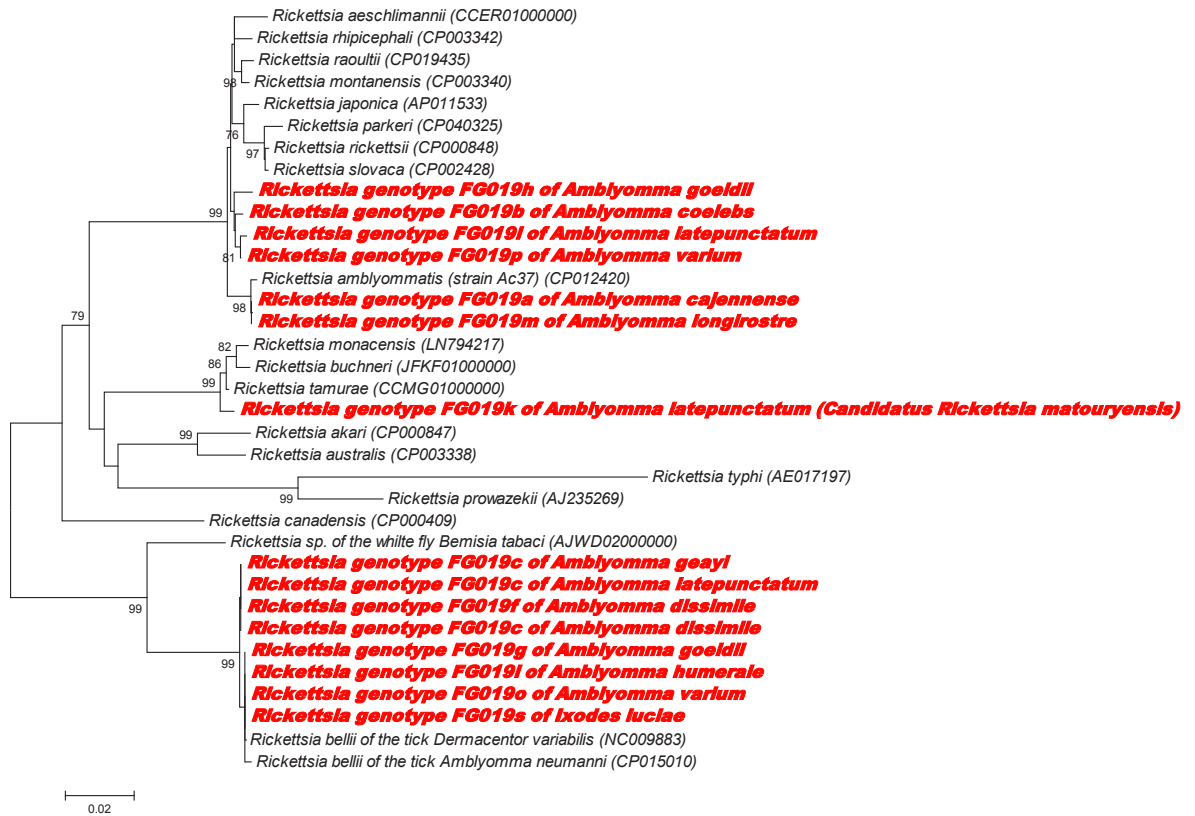 Rickettsia aeschlimannii (CCER01000000)
Rickettsia rhipicephali (CP003342)
Rickettsia raoultii (CP019435)
98
Rickettsia montanensis (CP003340)
Rickettsia japonica (AP011533)
Rickettsia parkeri (CP040325)
76
Rickettsia rickettsii (CP000848)
97
Rickettsia slovaca (CP002428)
Rickettsia genotype FG019h of Amblyomma goeldii
99
Rickettsia genotype FG019b of Amblyomma coelebs
Rickettsia genotype FG019l of Amblyomma latepunctatum
81
Rickettsia genotype FG019p of Amblyomma varium
Rickettsia amblyommatis (strain Ac37) (CP012420)
Rickettsia genotype FG019a of Amblyomma cajennense
98
Rickettsia genotype FG019m of Amblyomma longirostre
79
82
Rickettsia monacensis (LN794217)
86
Rickettsia buchneri (JFKF01000000)
99
Rickettsia tamurae (CCMG01000000)
Rickettsia genotype FG019k of Amblyomma latepunctatum (Candidatus Rickettsia matouryensis)
99
Rickettsia akari (CP000847)
Rickettsia australis (CP003338)
Rickettsia typhi (AE017197)
99
Rickettsia prowazekii (AJ235269)
Rickettsia canadensis (CP000409)
Rickettsia sp. of the whilte fly Bemisia tabaci (AJWD02000000)
Rickettsia genotype FG019c of Amblyomma geayi
Rickettsia genotype FG019c of Amblyomma latepunctatum
99
Rickettsia genotype FG019f of Amblyomma dissimile
Rickettsia genotype FG019c of Amblyomma dissimile
Rickettsia genotype FG019g of Amblyomma goeldii
99
Rickettsia genotype FG019i of Amblyomma humerale
Rickettsia genotype FG019o of Amblyomma varium
Rickettsia genotype FG019s of Ixodes luciae
Rickettsia bellii of the tick Dermacentor variabilis (NC009883)
Rickettsia bellii of the tick Amblyomma neumanni (CP015010)
0.02